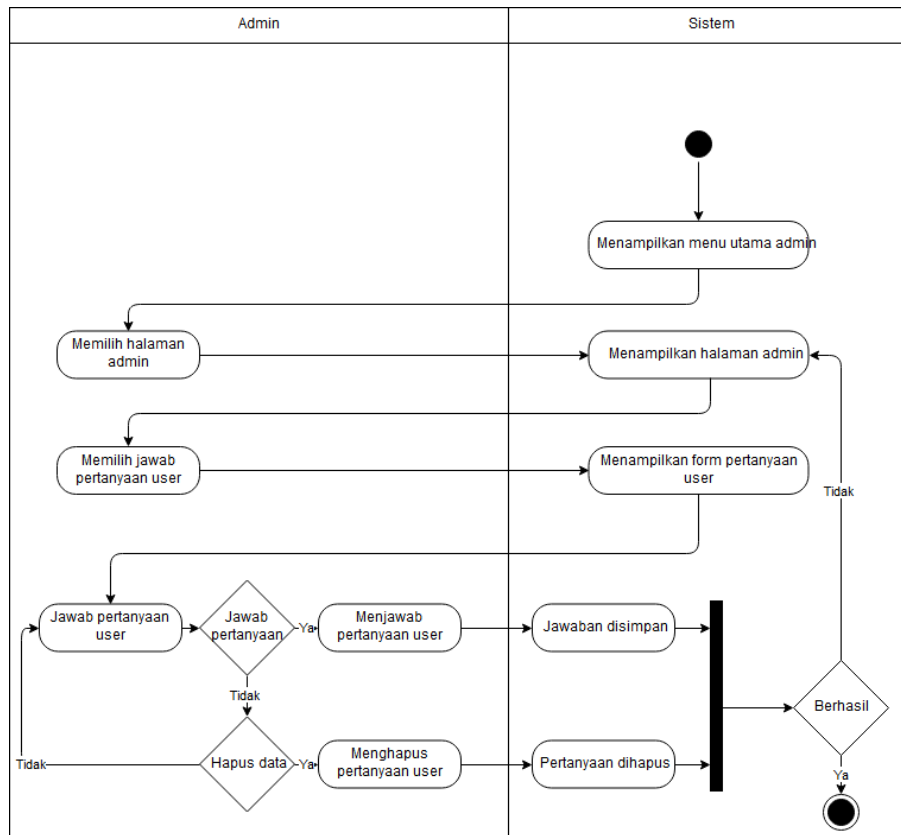 Admin
Sistem
Menampilkan menu utama admin
Memilih halaman
admin
Menampilkan halaman admin
Memilih jawab
pertanyaan user
Menampilkan form pertanyaan
user
Tidak
Jawab pertanyaan
user
Jawab
pertanyaan
Ya
Menjawab
pertanyaan user
Jawaban disimpan
Tidak
Berhasil
Tidak
Hapus data
Ya
Menghapus
pertanyaan user
Pertanyaan dihapus
Ya